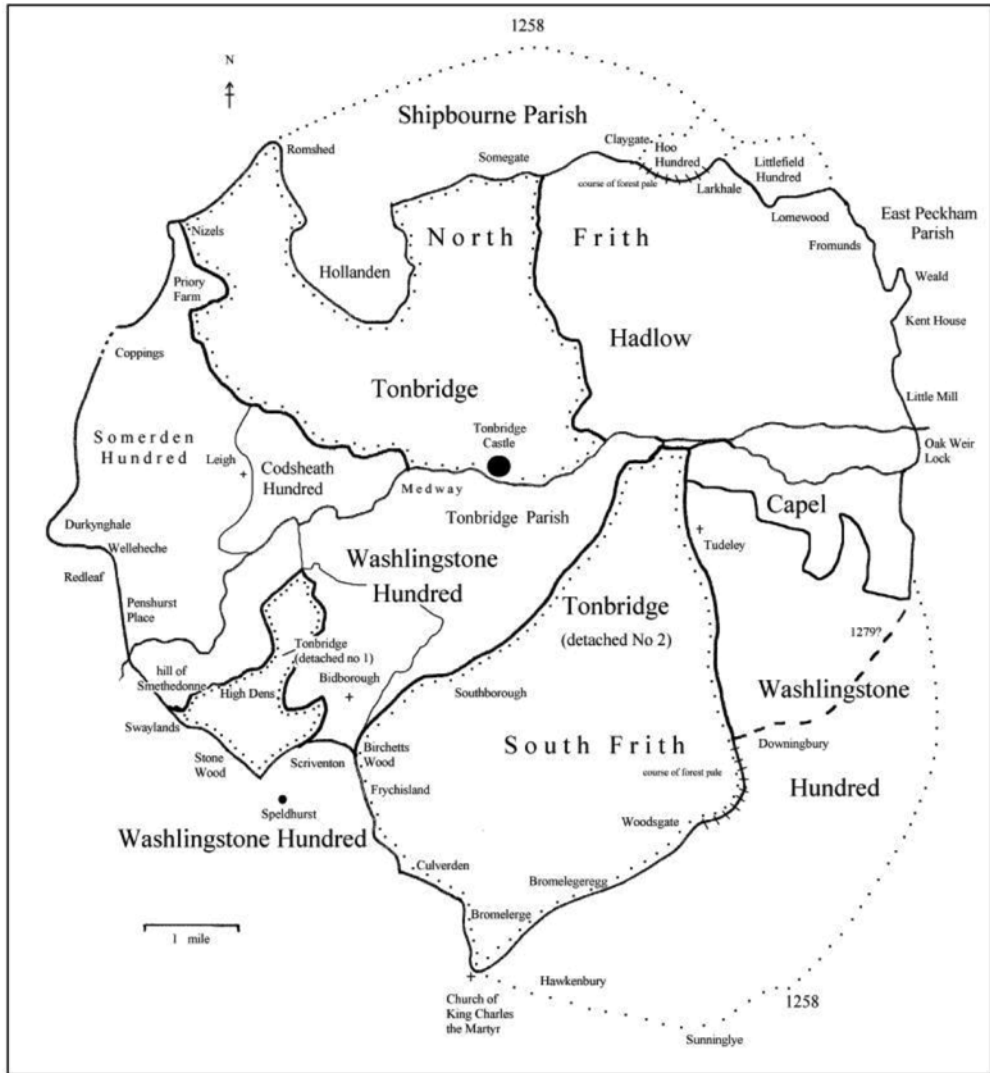 1258
N
Shipbourne Parish
Claygate
Hoo
Hundred
Romshed
Somegate
Littlefield
Hundred
course of forest pale
Larkhale
Lomewood
East Peckham
Parish
Nizels
North Frith
Fromunds
Hollanden
Weald
Priory
Farm
Kent House
Hadlow
Coppings
Tonbridge
Little Mill
Tonbridge
Castle
Somerden
Hundred
Oak Weir
Lock
Leigh
Codsheath
Hundred
Medway
Capel
Tonbridge Parish
Durkynghale
Tudeley
Welleheche
Washlingstone
Hundred
Redleaf
Penshurst
Place
Tonbridge
(detached No 2)
1279?
Tonbridge
(detached no 1)
hill of
Smethedonne
High Dens
Bidborough
Southborough
Washlingstone
Swaylands
South Frith
Downingbury
Stone
Wood
Scriventon
Birchetts
Wood
course of forest pale
Hundred
Frychisland
Speldhurst
Woodsgate
Washlingstone Hundred
Culverden
Bromelegeregg
Bromelerge
1 mile
Hawkenbury
Church of
King Charles
the Martyr
1258
Sunninglye